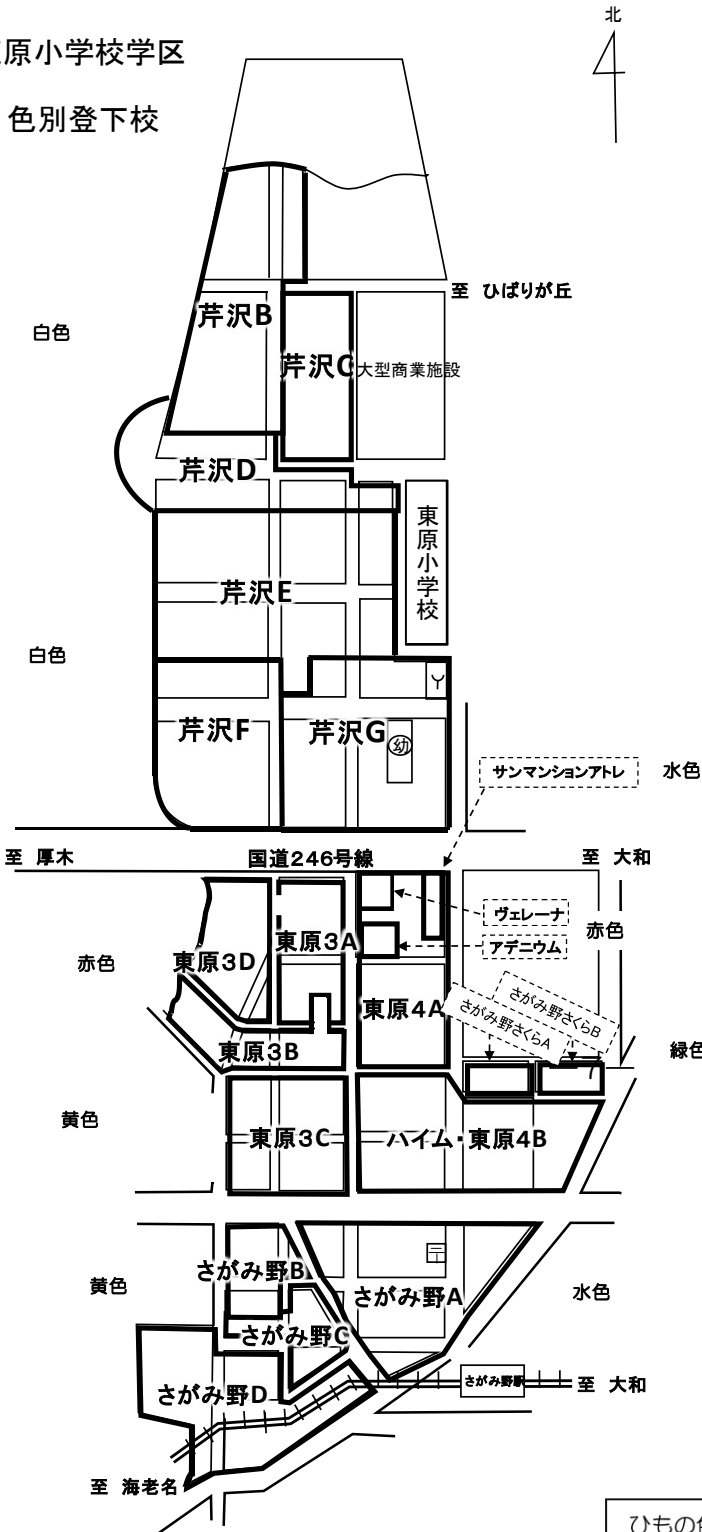 北
原小学校学区
色別登下校
至 ひばりが丘
芹沢B
白色
芹沢C
大型商業施設
芹沢D
東原小学校
芹沢E
白色
芹沢F
芹沢G
幼
サンマンションアトレ
水色
至 厚木
国道246号線
至 大和
ヴェレーナ
赤色
東原3A
アデニウム
東原3D
赤色
東原4A
さがみ野さくらB
さがみ野さくらA
東原3B
緑色
黄色
東原3C
ハイム・東原4B
さがみ野B
黄色
さがみ野A
水色
さがみ野C
さがみ野駅
至 大和
さがみ野D
至 海老名
ひもの色